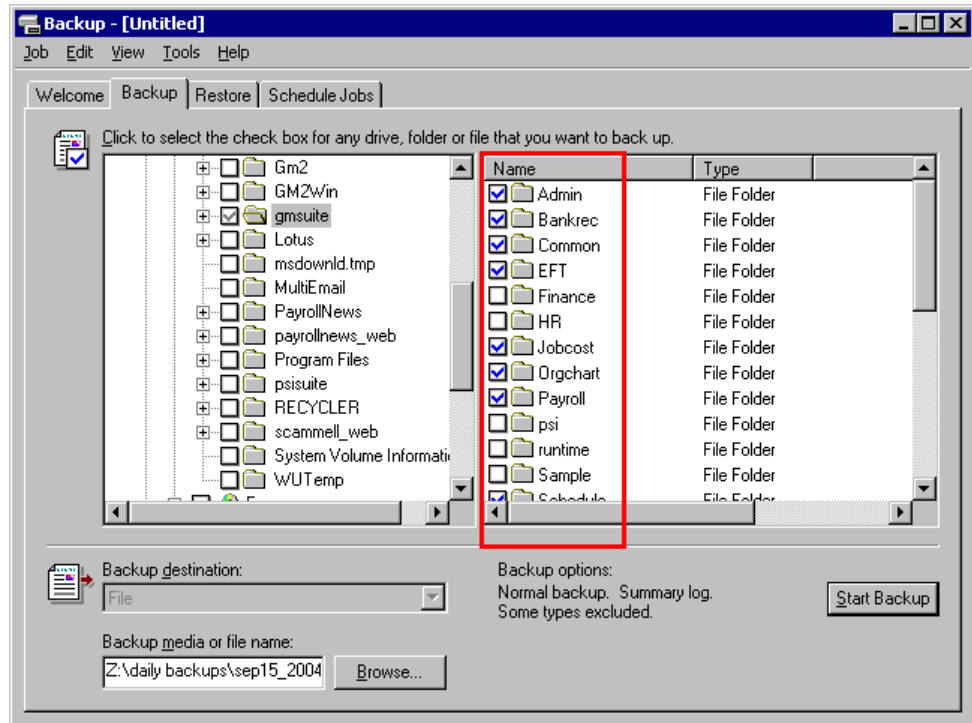 Backup - [Untitled]
Job Edit View Tools Help
Welcome Backup Restore Schedule Jobs
Click to select the check box for any drive, folder or file that you want to back up.
Gm2
GM2Win
gmsuite
Lotus
msdownld.tmp
MultiEmail
PayrollNews
payrollnews_web
Program Files
psisuite
RECYCLER
scammell_web
System Volume Informati
WUTemp
Name Type
Admin File Folder
Bankrec File Folder
Common File Folder
EFT File Folder
Finance File Folder
HR File Folder
Jobcost File Folder
Orgchart File Folder
Payroll File Folder
psi File Folder
runtime File Folder
Sample File Folder
Schedule File Folder
Backup destination:
File
Backup media or file name:
Z:\daily backups\sep15_2004
Browse...
Backup options:
Normal backup. Summary log.
Some types excluded.
Start Backup